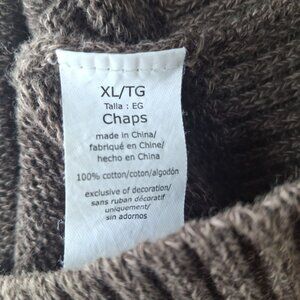 XL/TG
Talla : EG
Chaps
made in China/
fabriqué en Chine/
hecho en China
100% cotton/coton/algodón
exclusive of decoration/
sans ruban décoratif
uniquement/
sin adornos